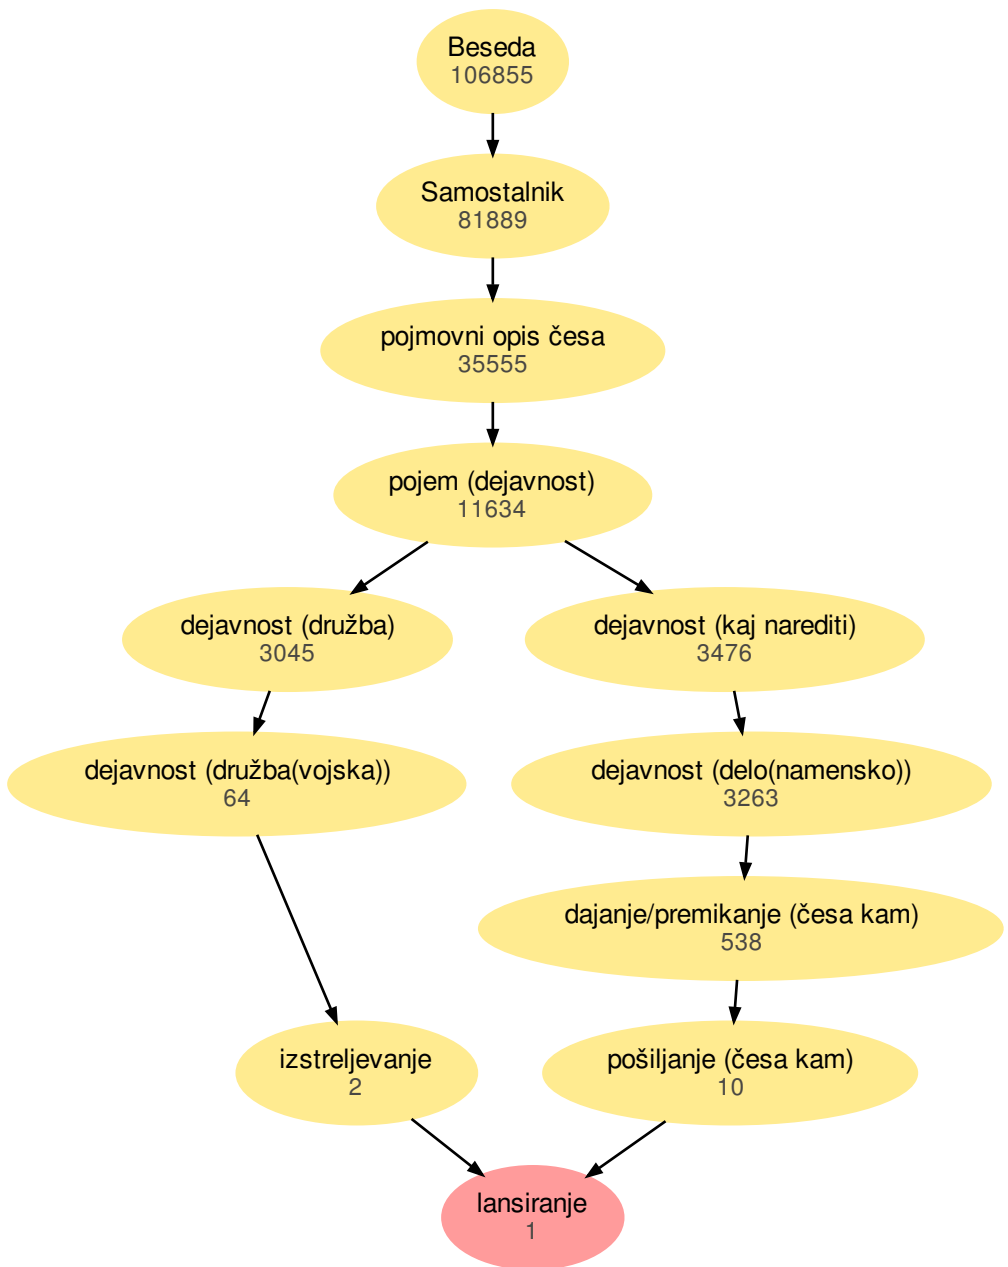 Beseda
106855
Samostalnik
81889
pojmovni opis česa
35555
pojem (dejavnost)
11634
dejavnost (družba)
3045
dejavnost (kaj narediti)
3476
dejavnost (družba(vojska))
64
dejavnost (delo(namensko))
3263
dajanje/premikanje (česa kam)
538
izstreljevanje
2
pošiljanje (česa kam)
10
lansiranje
1